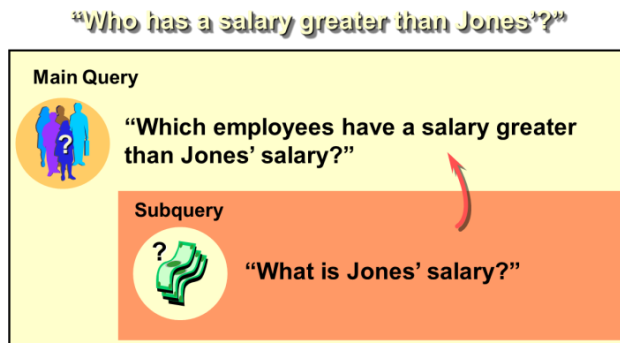 “Who has a salary greater than Jones’?”
Main Query
?
“Which employees have a salary greater
than Jones’ salary?”
Subquery
?
“What is Jones’ salary?”